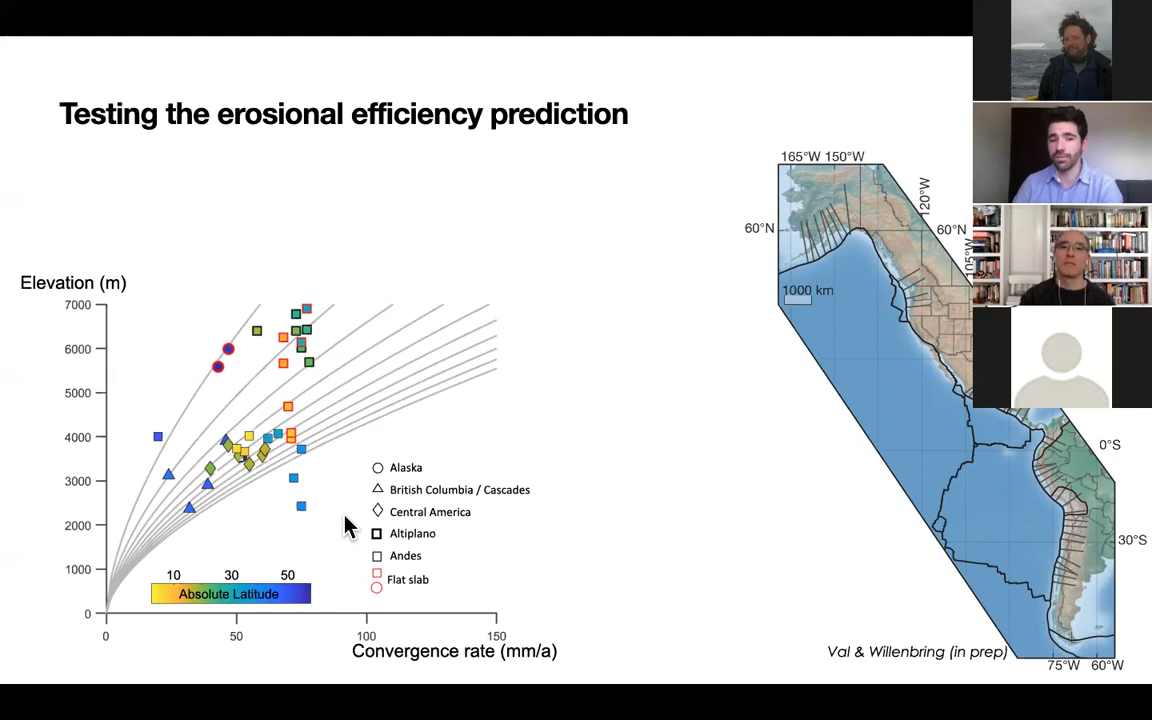 Testing the erosional efficiency prediction
Elevation (m)
7000
6000
5000
4000
3000
2000
1000
0
0
50
100
150
Convergence rate (mm/a)
10
30
50
Absolute Latitude
Alaska
British Columbia / Cascades
Central America
Altiplano
Andes
Flat slab
165°W 150°W
120°W
60°N
60°N
105°W
1000 km
0°S
30°S
75°W 60°W
Val & Willenbring (in prep)